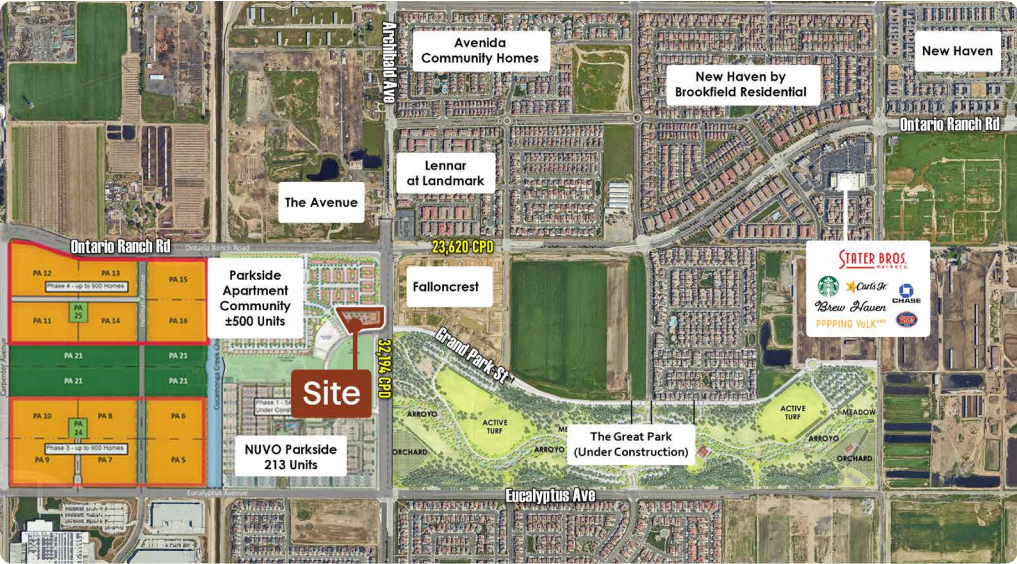 Archibald Ave
Avenida
Community Homes
New Haven by
Brookfield Residential
New Haven
Ontario Ranch Rd
Lennar
at Landmark
The Avenue
Ontario Ranch Rd
Ontario Ranch Road
23,620 CPD
STATER BROS.
markets
Carl's Jr.
CHASE
Brew Haven
POPPING YOLK cafe
PA 12
PA 13
PA 15
Phase 4 - up to 900 Homes
PA
25
PA 11
PA 14
PA 16
Parkside
Apartment
Community
±500 Units
Falloncrest
Grand Park St
32,194 CPD
PA 21
PA 21
PA 21
PA 21
Carpenter Avenue
Site
PA 10
PA 8
PA 6
PA
24
Phase 3 - up to 900 Homes
PA 9
PA 7
PA 5
NUVO Parkside
213 Units
ARROYO
ACTIVE
TURF
ORCHARD
ARROYO
The Great Park
(Under Construction)
ACTIVE
TURF
MEADOW
ARROYO
ORCHARD
Eucalyptus Avenue
Eucalyptus Ave